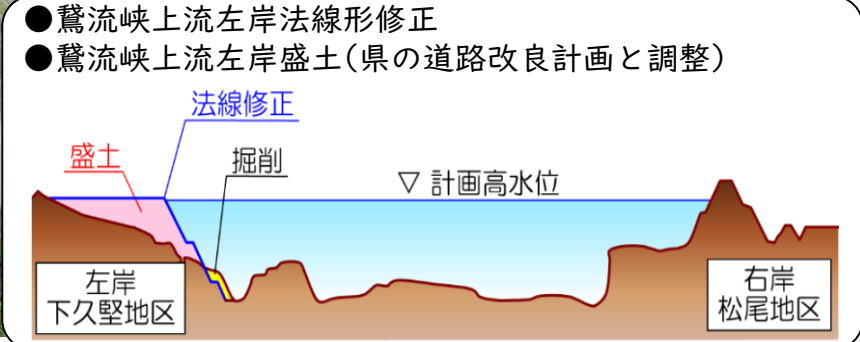 ●鵞流峡上流左岸法線形修正
●鵞流峡上流左岸盛土(県の道路改良計画と調整)
法線修正
盛土
掘削
▽ 計画高水位
左岸
下久堅地区
右岸
松尾地区